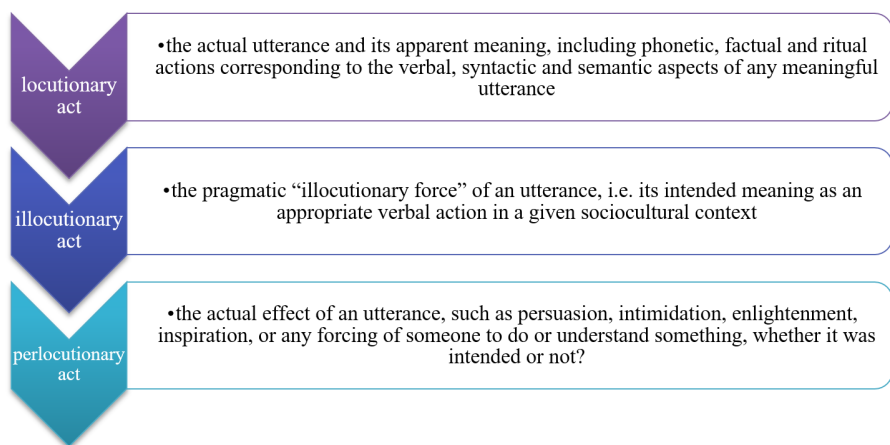 locutionary
act
•the actual utterance and its apparent meaning, including phonetic, factual and ritual
actions corresponding to the verbal, syntactic and semantic aspects of any meaningful
utterance
illocutionary
act
•the pragmatic “illocutionary force” of an utterance, i.e. its intended meaning as an
appropriate verbal action in a given sociocultural context
perlocutionary
act
•the actual effect of an utterance, such as persuasion, intimidation, enlightenment,
inspiration, or any forcing of someone to do or understand something, whether it was
intended or not?